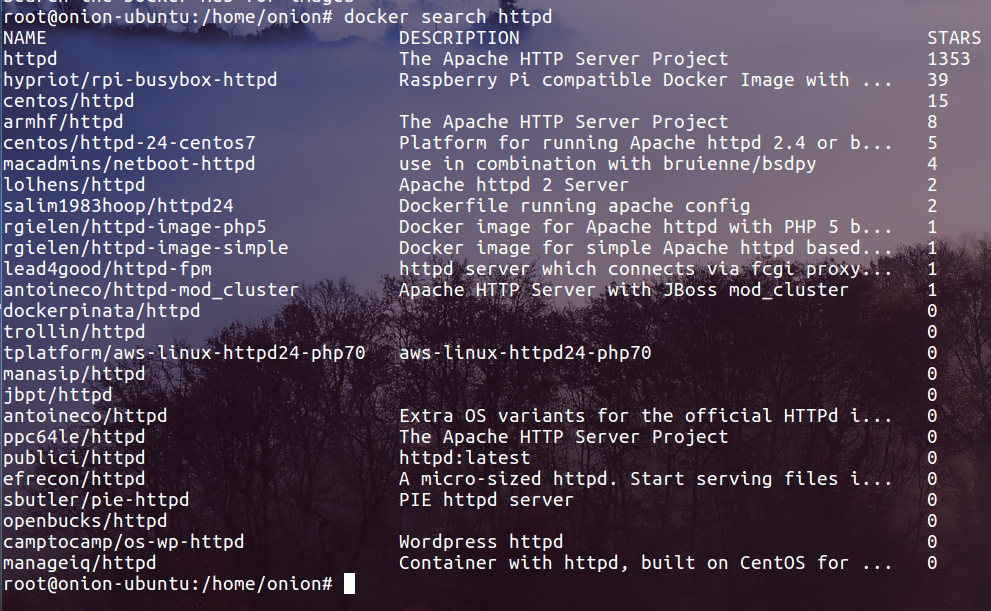 root@onion-ubuntu:/home/onion# docker search httpd
NAME DESCRIPTION STARS
httpd The Apache HTTP Server Project 1353
hypriot/rpi-busybox-httpd Raspberry Pi compatible Docker Image with ... 39
centos/httpd 15
armhf/httpd The Apache HTTP Server Project 8
centos/httpd-24-centos7 Platform for running Apache httpd 2.4 or b... 5
macadmins/netboot-httpd use in combination with bruienne/bsdpy 4
lolhens/httpd Apache httpd 2 Server 2
salim1983hoop/httpd24 Dockerfile running apache config 2
rgielen/httpd-image-php5 Docker image for Apache httpd with PHP 5 b... 1
rgielen/httpd-image-simple Docker image for simple Apache httpd based... 1
lead4good/httpd-fpm httpd server which connects via fcgi proxy... 1
antoineco/httpd-mod_cluster Apache HTTP Server with JBoss mod_cluster 1
dockerpinata/httpd 0
trollin/httpd 0
tplatform/aws-linux-httpd24-php70 aws-linux-httpd24-php70 0
manasip/httpd 0
jbpt/httpd 0
antoineco/httpd Extra OS variants for the official HTTPd i... 0
ppc64le/httpd The Apache HTTP Server Project 0
publici/httpd httpd:latest 0
efrecon/httpd A micro-sized httpd. Start serving files i... 0
sbutler/pie-httpd PIE httpd server 0
openbucks/httpd 0
camptocamp/os-wp-httpd Wordpress httpd 0
manageiq/httpd Container with httpd, built on CentOS for ... 0
root@onion-ubuntu:/home/onion#